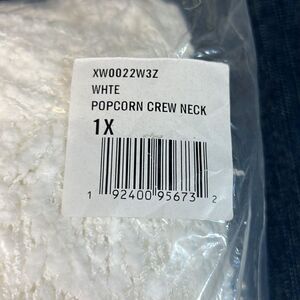 XW0022W3Z
WHTE
POPCORN CREW NECK
1X
1 92400 95673 2